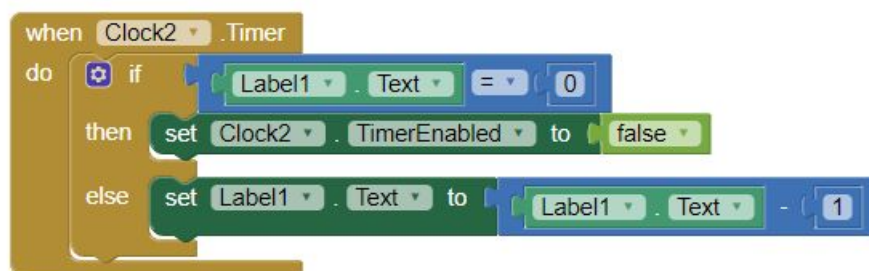 when Clock2 .Timer
do if Label1 . Text = 0
then set Clock2 . TimerEnabled to false
else set Label1 . Text to Label1 . Text - 1